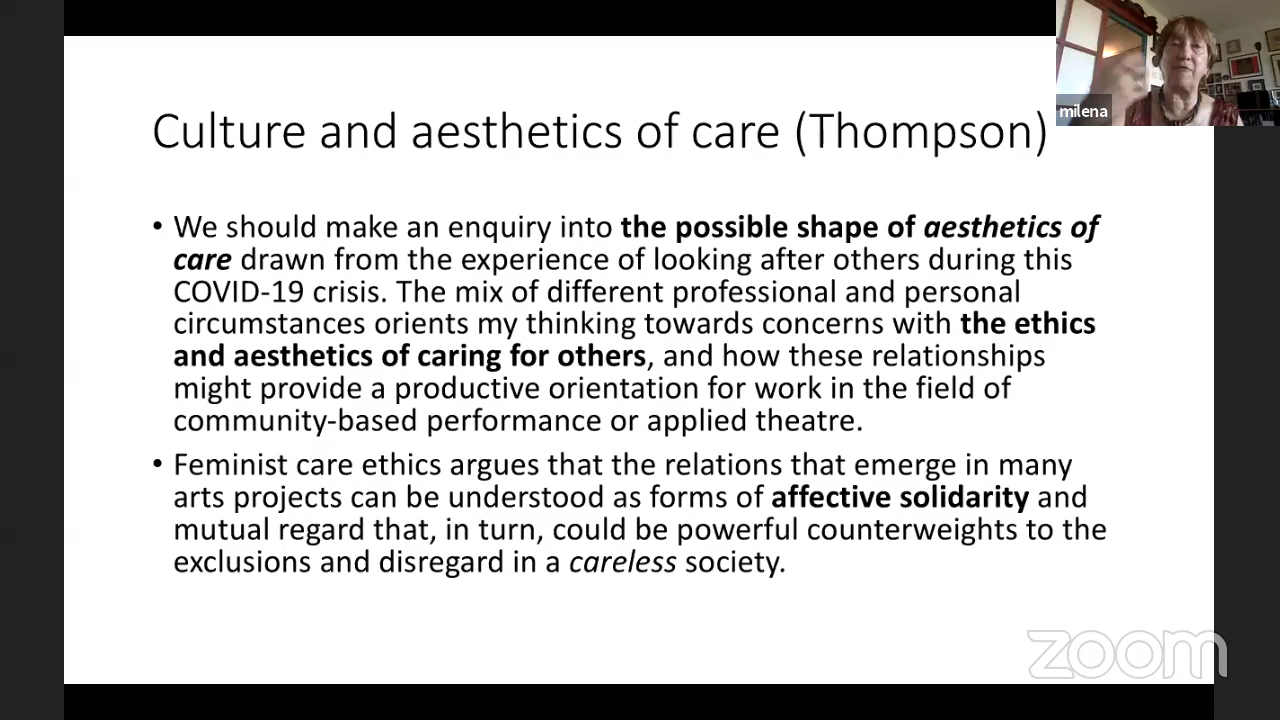 Culture and aesthetics of care (Thompson)
milena
• We should make an enquiry into the possible shape of aesthetics of
care drawn from the experience of looking after others during this
COVID-19 crisis. The mix of different professional and personal
circumstances orients my thinking towards concerns with the ethics
and aesthetics of caring for others, and how these relationships
might provide a productive orientation for work in the field of
community-based performance or applied theatre.
• Feminist care ethics argues that the relations that emerge in many
arts projects can be understood as forms of affective solidarity and
mutual regard that, in turn, could be powerful counterweights to the
exclusions and disregard in a careless society.
zoom